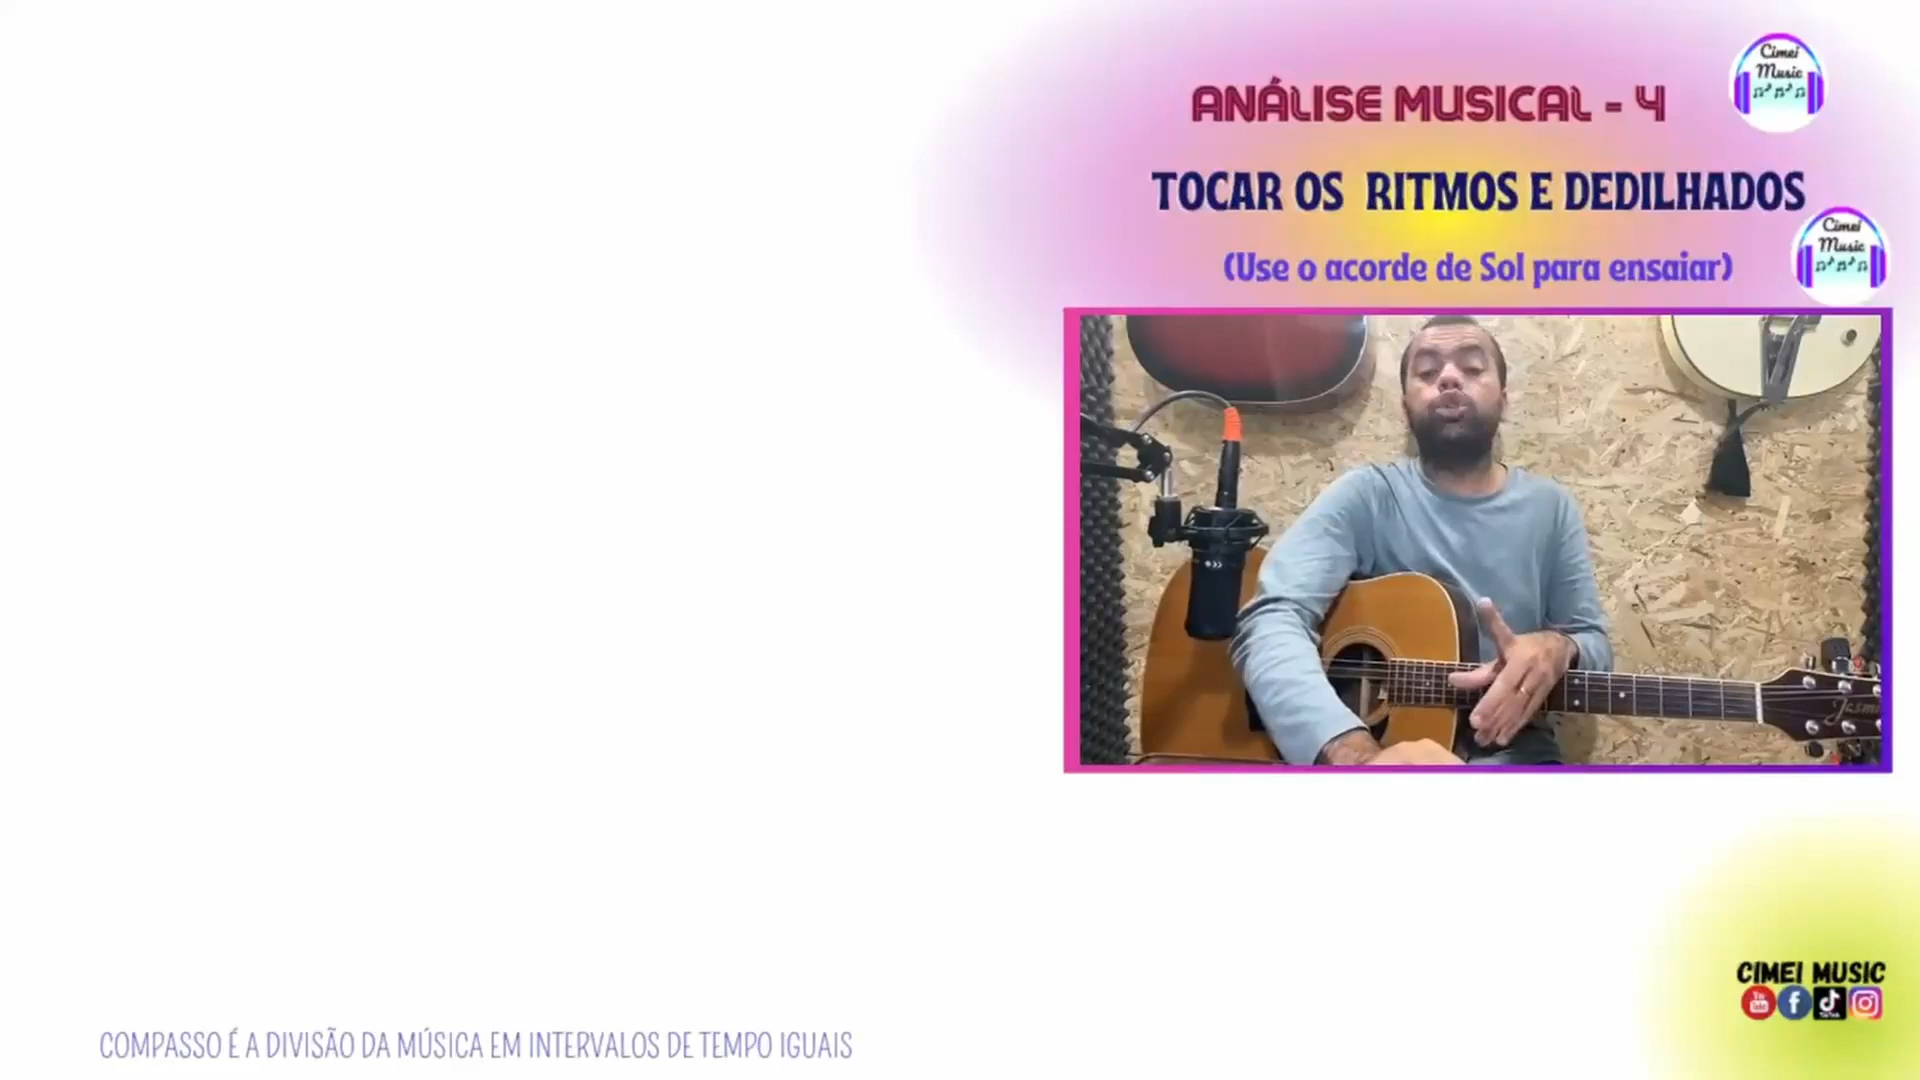 ANÁLISE MUSICAL - 4
Cimei
Music
TOCAR OS RITMOS E DEDILHADOS
Cimei
Music
(Use o acorde de Sol para ensaiar)
CIMEI MUSIC
COMPASSO É A DIVISÃO DA MÚSICA EM INTERVALOS DE TEMPO IGUAIS